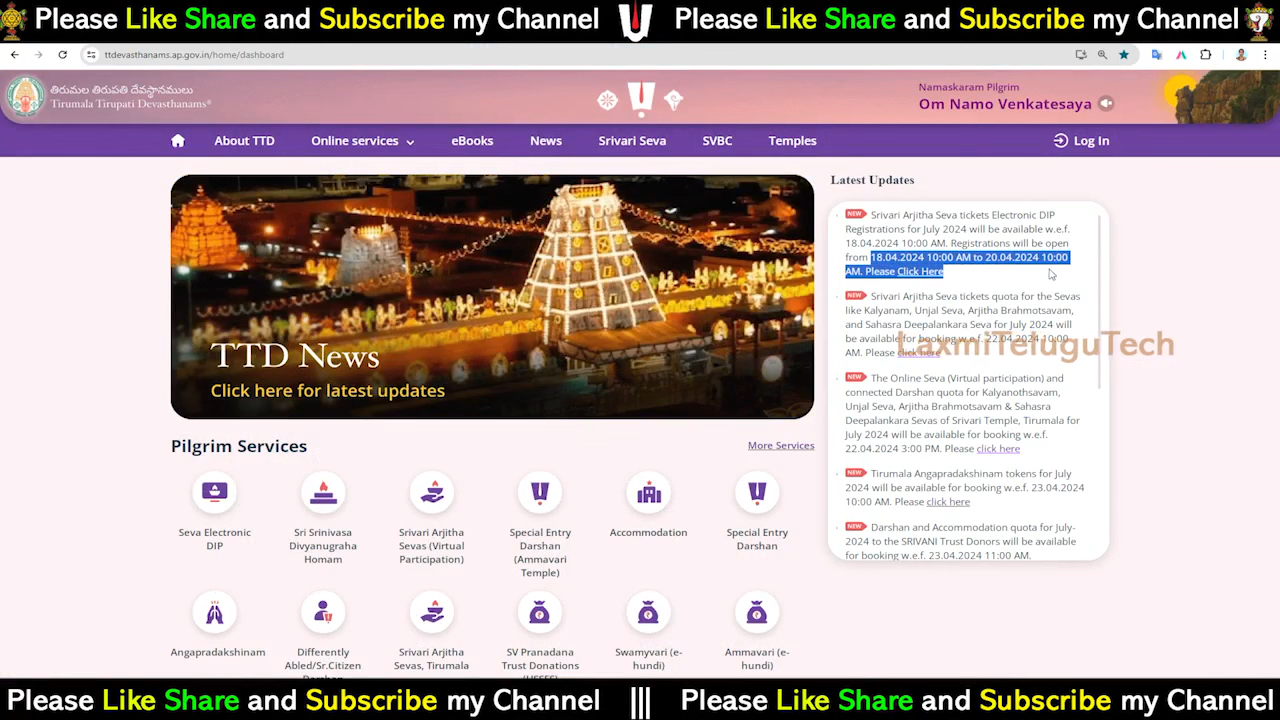 Please Like Share and Subscribe my Channel
Please Like Share and Subscribe my Channel
ttdevasthanams.ap.gov.in/home/dashboard
తిరుమల తిరుపతి దేవస్థానములు
Tirumala Tirupati Devasthanams
Namaskaram Pilgrim
Om Namo Venkatesaya
About TTD
Online services
eBooks
News
Srivari Seva
SVBC
Temples
Log In
TTD News
Click here for latest updates
Latest Updates
NEW Srivari Arjitha Seva tickets Electronic DIP
Registrations for July 2024 will be available w.e.f.
18.04.2024 10:00 AM. Registrations will be open
from 18.04.2024 10:00 AM to 20.04.2024 10:00
AM. Please Click Here
NEW Srivari Arjitha Seva tickets quota for the Sevas
like Kalyanam, Unjal Seva, Arjitha Brahmotsavam,
and Sahasra Deepalankara Seva for July 2024 will
be available for booking w.e.f. 22.04.2024 10:00
AM. Please click here
LaxmiTeluguTech
NEW The Online Seva (Virtual participation) and
connected Darshan quota for Kalyanothsavam,
Unjal Seva, Arjitha Brahmotsavam & Sahasra
Deepalankara Sevas of Srivari Temple, Tirumala for
July 2024 will be available for booking w.e.f.
22.04.2024 3:00 PM. Please click here
NEW Tirumala Angapradakshinam tokens for July
2024 will be available for booking w.e.f. 23.04.2024
10:00 AM. Please click here
NEW Darshan and Accommodation quota for July-
2024 to the SRIVANI Trust Donors will be available
for booking w.e.f. 23.04.2024 11:00 AM.
Pilgrim Services
More Services
Seva Electronic
DIP
Sri Srinivasa
Divyanugraha
Homam
Srivari Arjitha
Sevas (Virtual
Participation)
Special Entry
Darshan
(Ammavari
Temple)
Accommodation
Special Entry
Darshan
Angapradakshinam
Differently
Abled/Sr.Citizen
Srivari Arjitha
Sevas, Tirumala
SV Pranadana
Trust Donations
Swamyvari (e-
hundi)
Ammavari (e-
hundi)
Please Like Share and Subscribe my Channel
|||
Please Like Share and Subscribe my Channel